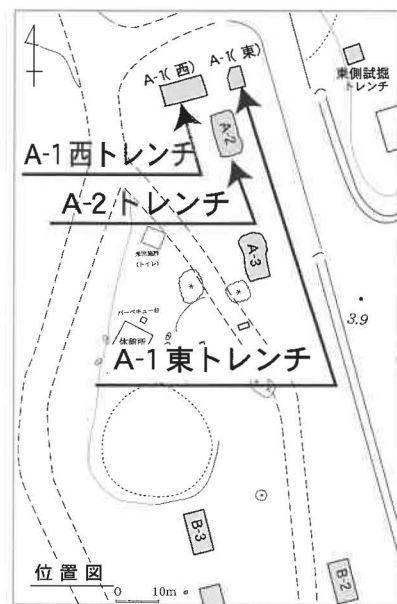 A-1(西)
A-1(東)
東側試掘
トレンチ
A-2
A-1西トレンチ
A-2トレンチ
A-3
(トイレ)
バーベキュー台
休憩所
3.9
A-1東トレンチ
B-3
B-2
位置図
0 10m